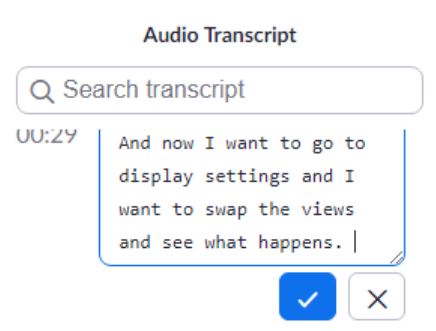 Audio Transcript
Search transcript
00:29
And now I want to go to
display settings and I
want to swap the views
and see what happens.